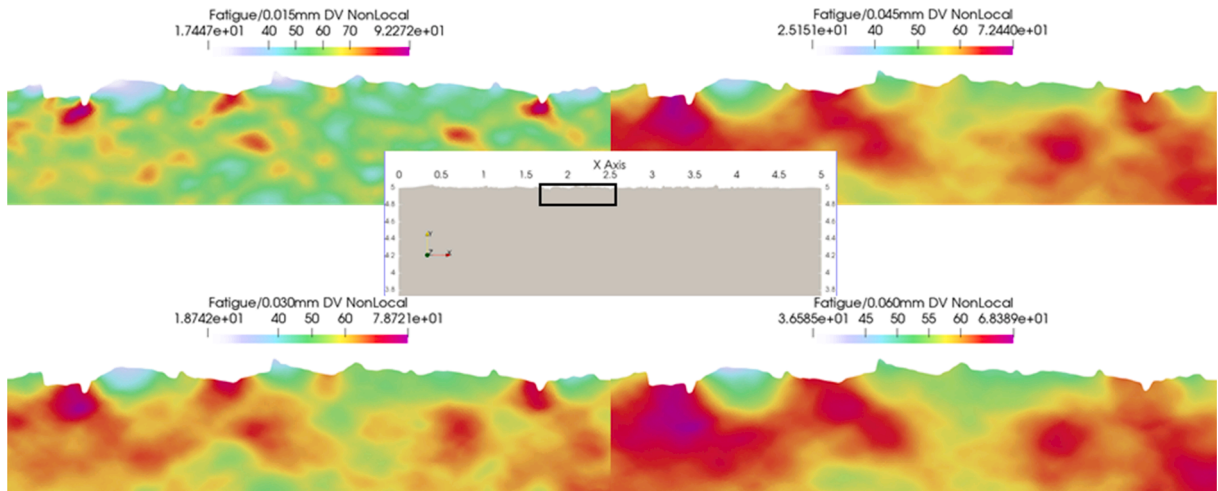 Fatigue/0.015mm DV NonLocal
1.7447e+01 40 50 60 70 9.2272e+01
Fatigue/0.045mm DV NonLocal
2.5151e+01 40 50 60 7.2440e+01
X Axis
0 0.5 1 1.5 2 2.5 3 3.5 4 4.5 5
5 5
4.8 4.8
4.6 4.6
4.4 4.4
4.2 4.2
4 4
3.8 3.8
Fatigue/0.030mm DV NonLocal
1.8742e+01 40 50 60 7.8721e+01
Fatigue/0.060mm DV NonLocal
3.6585e+01 45 50 55 60 6.8389e+01